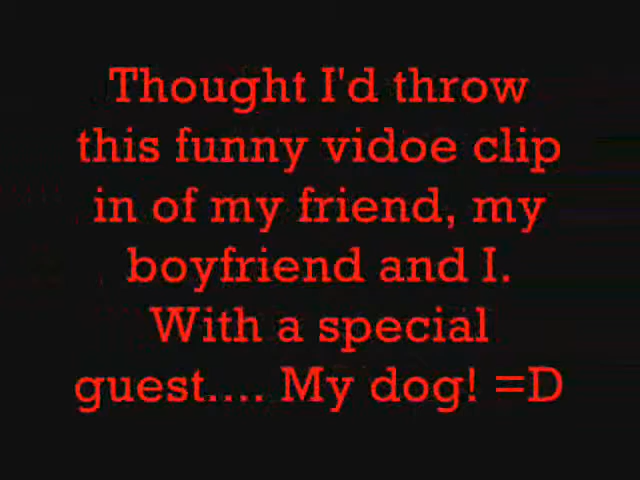 Thought I'd throw
this funny vidoe clip
in of my friend, my
boyfriend and I.
With a special
guest.... My dog! =D